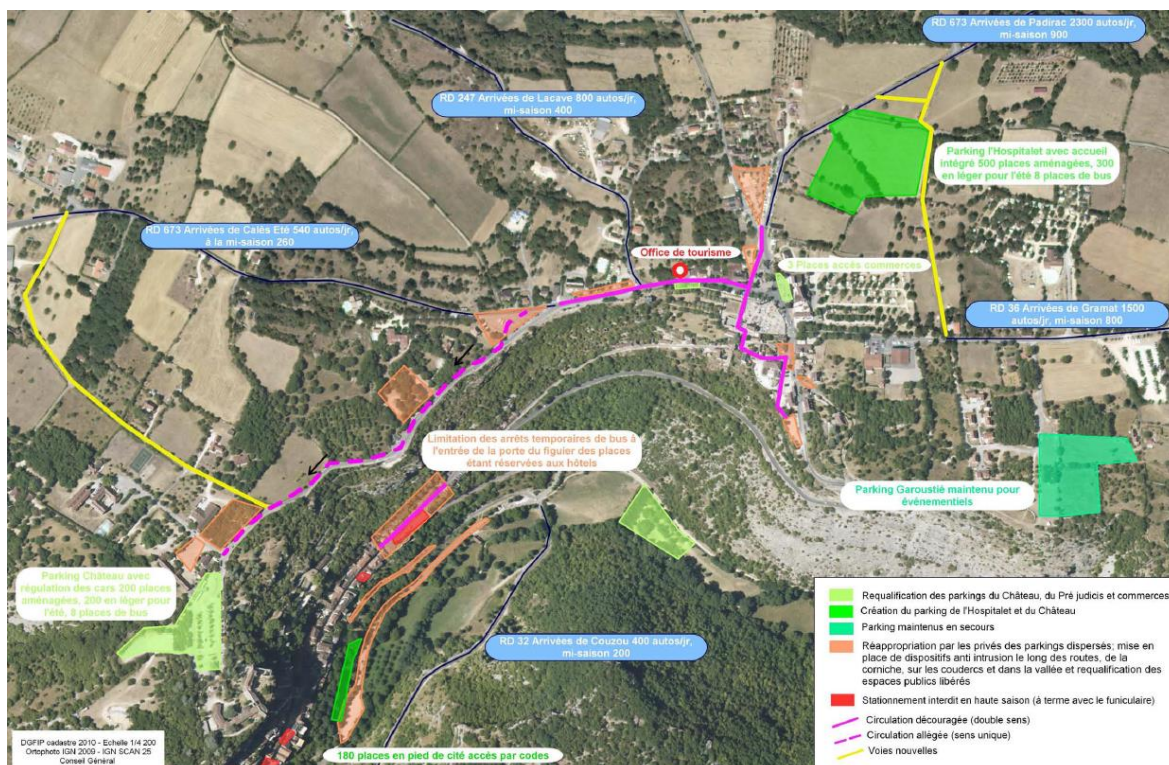 RD 673 Arrivées de Padirac 2300 autos/jr,
mi-saison 900
RD 247 Arrivées de Lacave 800 autos/jr,
mi-saison 400
Parking l'Hospitalet avec accueil
intégré 500 places aménagées, 300
en léger pour l'été 8 places de bus
RD 673 Arrivées de Calés Eté 540 autos/jr,
à la mi-saison 260
Office de tourisme
3 Places accès commerces
RD 36 Arrivées de Gramat 1500
autos/jr, mi-saison 800
Limitation des arrêts temporaires de bus à
l'entrée de la porte du figuier des places
étant réservées aux hôtels
Parking Garoustié maintenu pour
événementiels
Parking Château avec
régulation des cars 200 places
aménagées, 200 en léger pour
l'été, 8 places de bus
RD 32 Arrivées de Couzou 400 autos/jr,
mi-saison 200
180 places en pied de cité accés par codes
Requalification des parkings du Château, du Pré judicis et commerces
Création du parking de l'Hospitalet et du Château
Parking maintenus en secours
Réappropriation par les privés des parkings dispersés; mise en
place de dispositifs anti intrusion le long des routes, de la
corniche, sur les coudercs et dans la vallée et requalification des
espaces publics libérés
Stationnement interdit en haute saison (à terme avec le funiculaire)
Circulation découragée (double sens)
Circulation allégée (sens unique)
Voies nouvelles
DGFIP cadastre 2010 - Echelle 1/4 200
Ortophoto IGN 2009 - IGN SCAN 25
Conseil Général